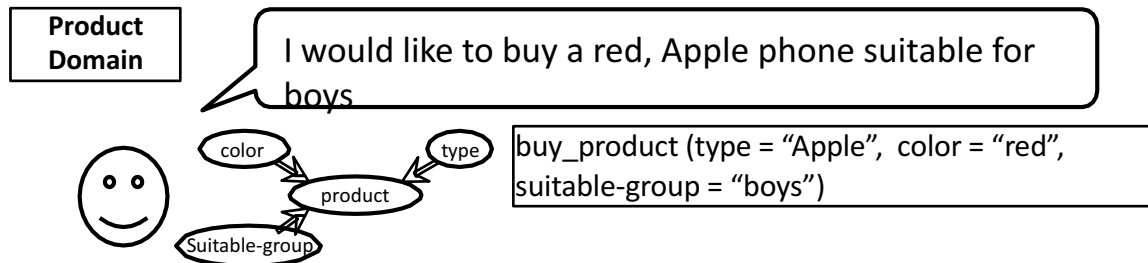 Product
Domain
I would like to buy a red, Apple phone suitable for
boys
color
type
product
Suitable-group
buy_product (type = “Apple”,  color = “red”,
suitable-group = “boys”)